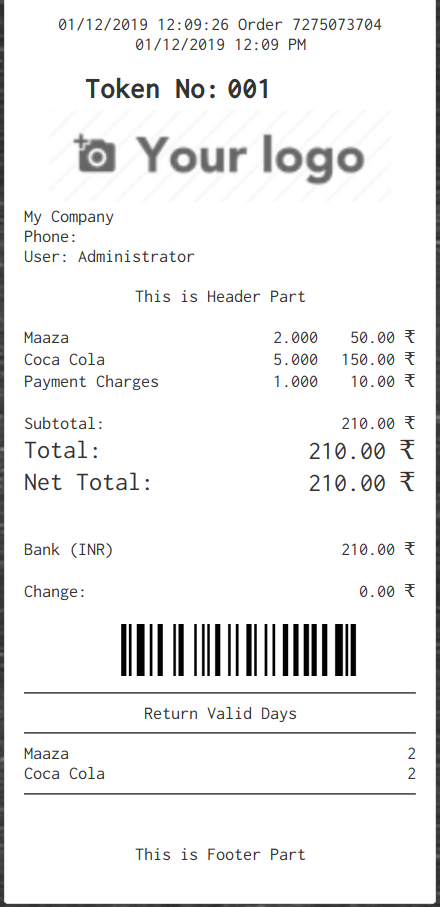 01/12/2019 12:09:26 Order 7275073704
01/12/2019 12:09 PM
Token No: 001
Your logo
My Company
Phone:
User: Administrator
This is Header Part
Maaza 2.000 50.00 ₹
Coca Cola 5.000 150.00 ₹
Payment Charges 1.000 10.00 ₹
Subtotal: 210.00 ₹
Total: 210.00 ₹
Net Total: 210.00 ₹
Bank (INR) 210.00 ₹
Change: 0.00 ₹
Return Valid Days
Maaza 2
Coca Cola 2
This is Footer Part